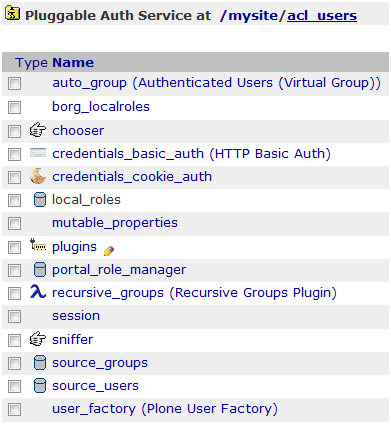 Pluggable Auth Service at /mysite/acl_users
Type Name
auto_group (Authenticated Users (Virtual Group))
borg_localroles
chooser
credentials_basic_auth (HTTP Basic Auth)
credentials_cookie_auth
local_roles
mutable_properties
plugins
portal_role_manager
recursive_groups (Recursive Groups Plugin)
session
sniffer
source_groups
source_users
user_factory (Plone User Factory)